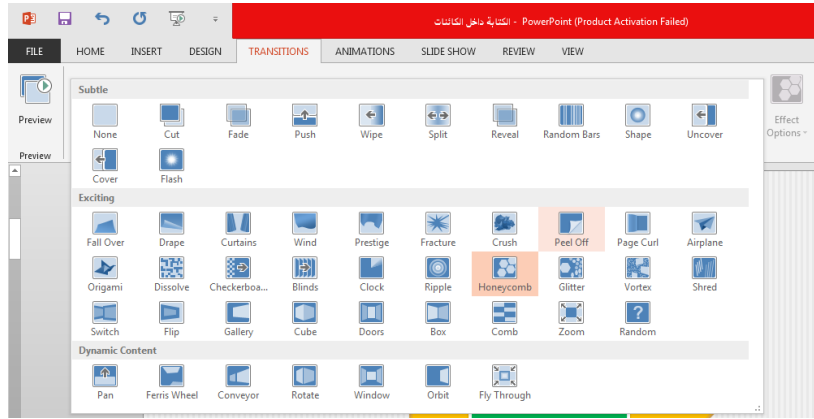 الكتابة داخل الكائنات - PowerPoint (Product Activation Failed)
FILE HOME INSERT DESIGN TRANSITIONS ANIMATIONS SLIDE SHOW REVIEW VIEW
Preview
Preview
Effect
Options
Subtle
None Cut Fade Push Wipe Split Reveal Random Bars Shape Uncover
Cover Flash
Exciting
Fall Over Drape Curtains Wind Prestige Fracture Crush Peel Off Page Curl Airplane
Origami Dissolve Checkerboa... Blinds Clock Ripple Honeycomb Glitter Vortex Shred
Switch Flip Gallery Cube Doors Box Comb Zoom Random
Dynamic Content
Pan Ferris Wheel Conveyor Rotate Window Orbit Fly Through